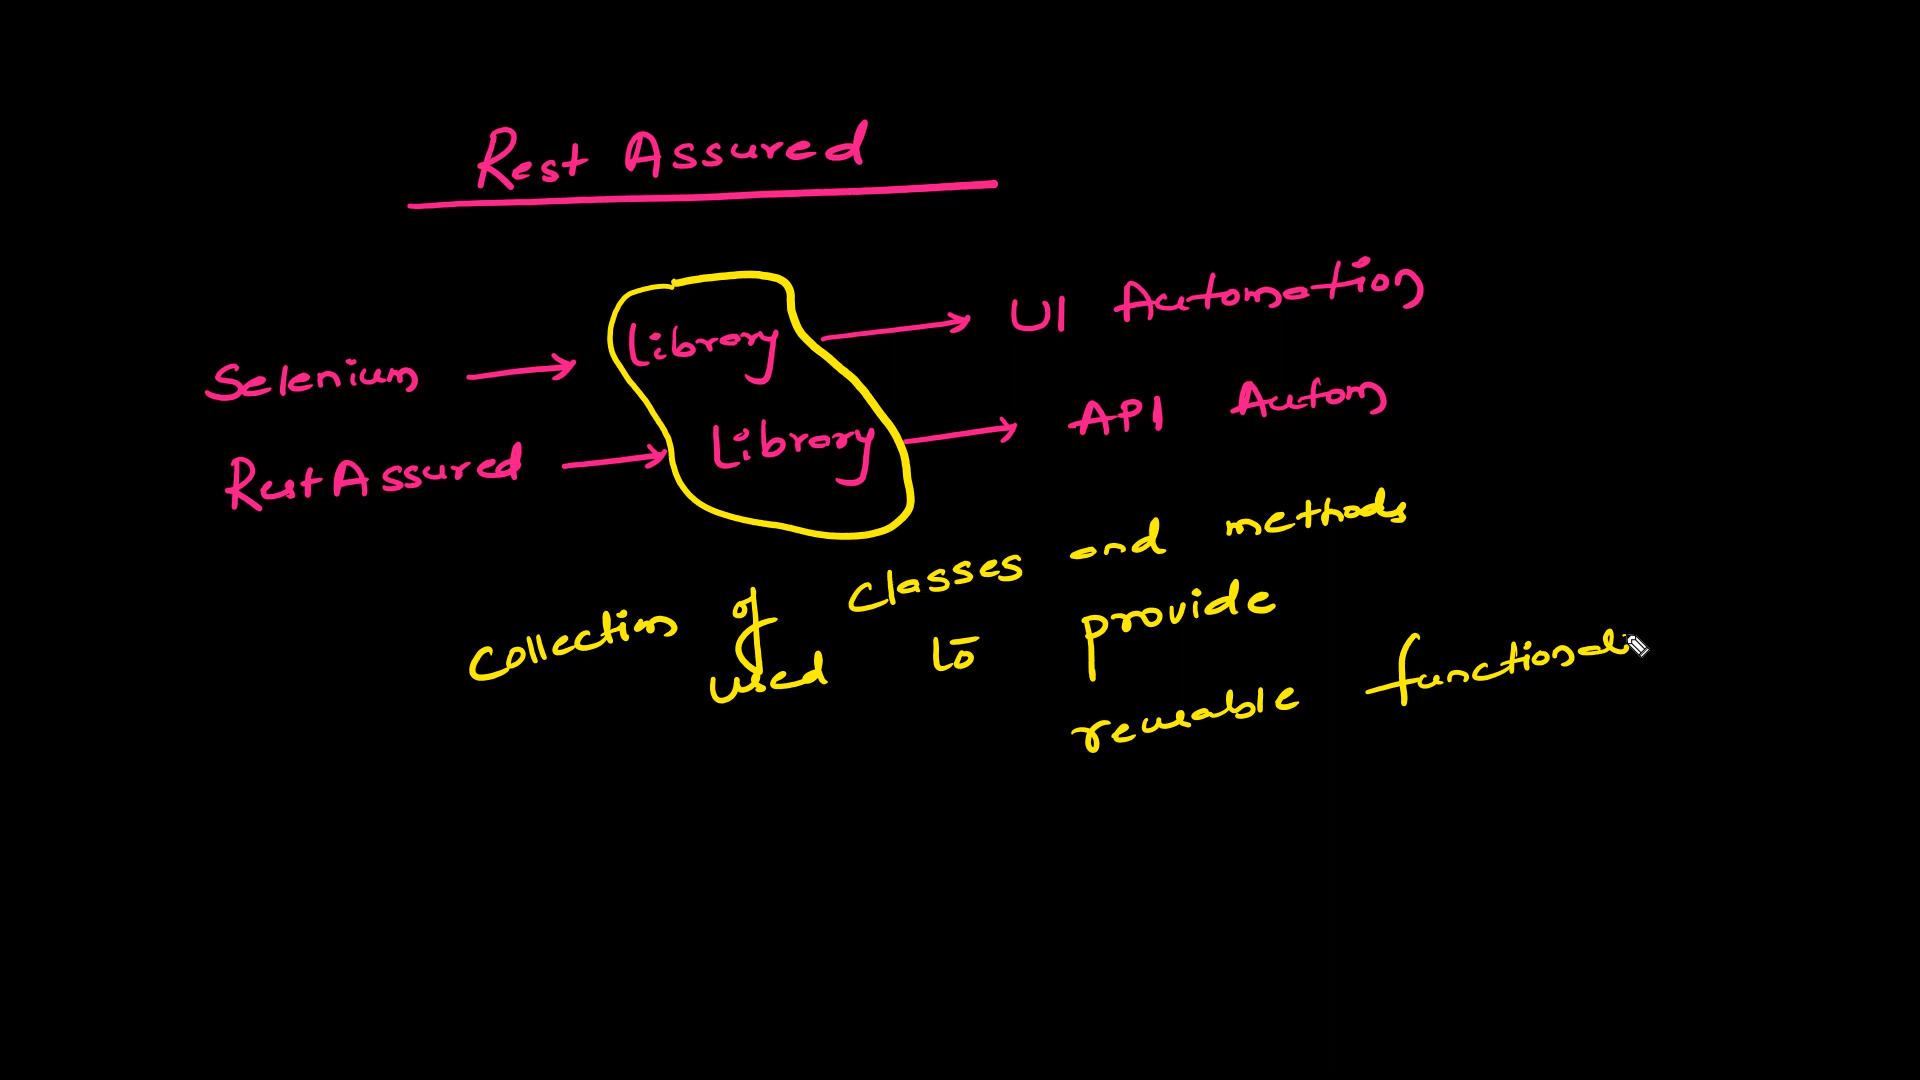 Rest Assured
Selenium → Library → UI Automation
RestAssured → Library → API Autom
Collection of classes and methods
used to provide
reusable functionali